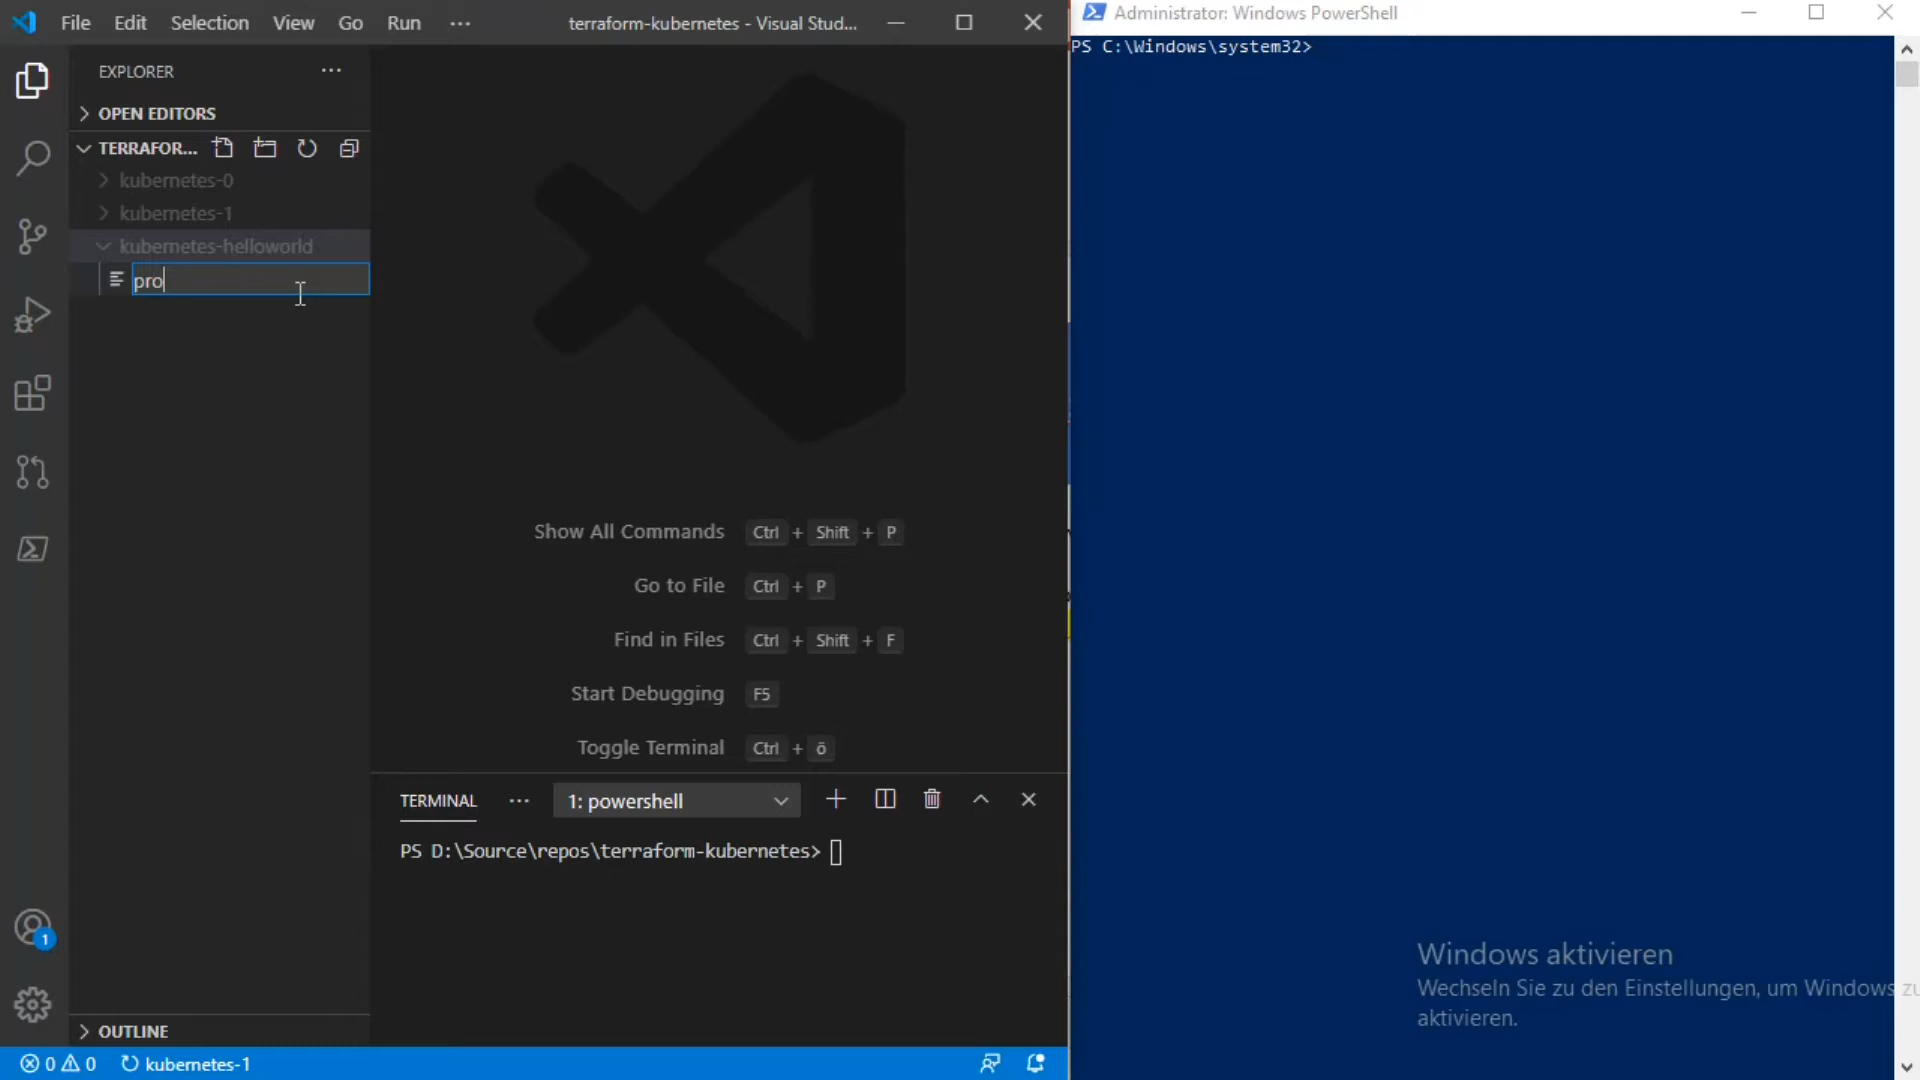 File Edit Selection View Go Run ··· terraform-kubernetes - Visual Stud...
EXPLORER ···
OPEN EDITORS
TERRAFOR...
kubernetes-0
kubernetes-1
kubernetes-helloworld
pro
Show All Commands Ctrl + Shift + P
Go to File Ctrl + P
Find in Files Ctrl + Shift + F
Start Debugging F5
Toggle Terminal Ctrl + ö
TERMINAL ··· 1: powershell
PS D:\Source\repos\terraform-kubernetes>
1
OUTLINE
0 0 kubernetes-1
Administrator: Windows PowerShell
PS C:\Windows\system32>
Windows aktivieren
Wechseln Sie zu den Einstellungen, um Windows zu
aktivieren.